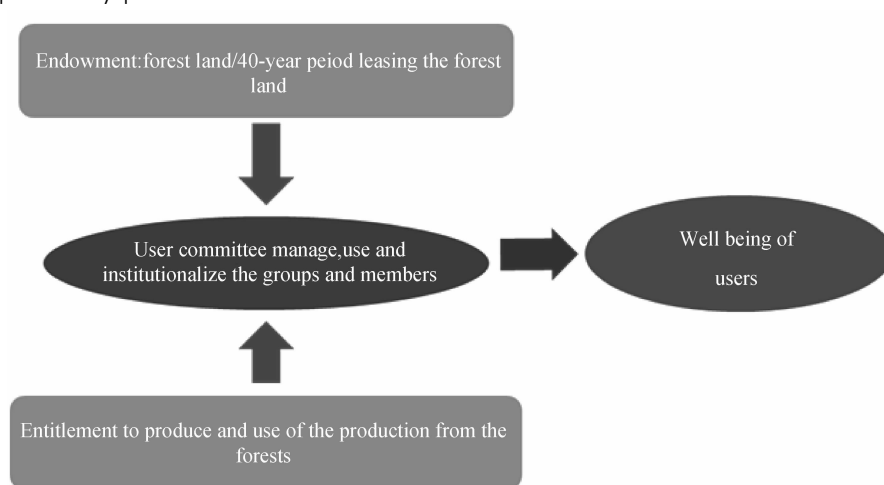 Endowment:forest land/40-year peiod leasing the forest
land
User committee manage,use and
institutionalize the groups and members
Well being of
users
Entitlement to produce and use of the production from the
forests